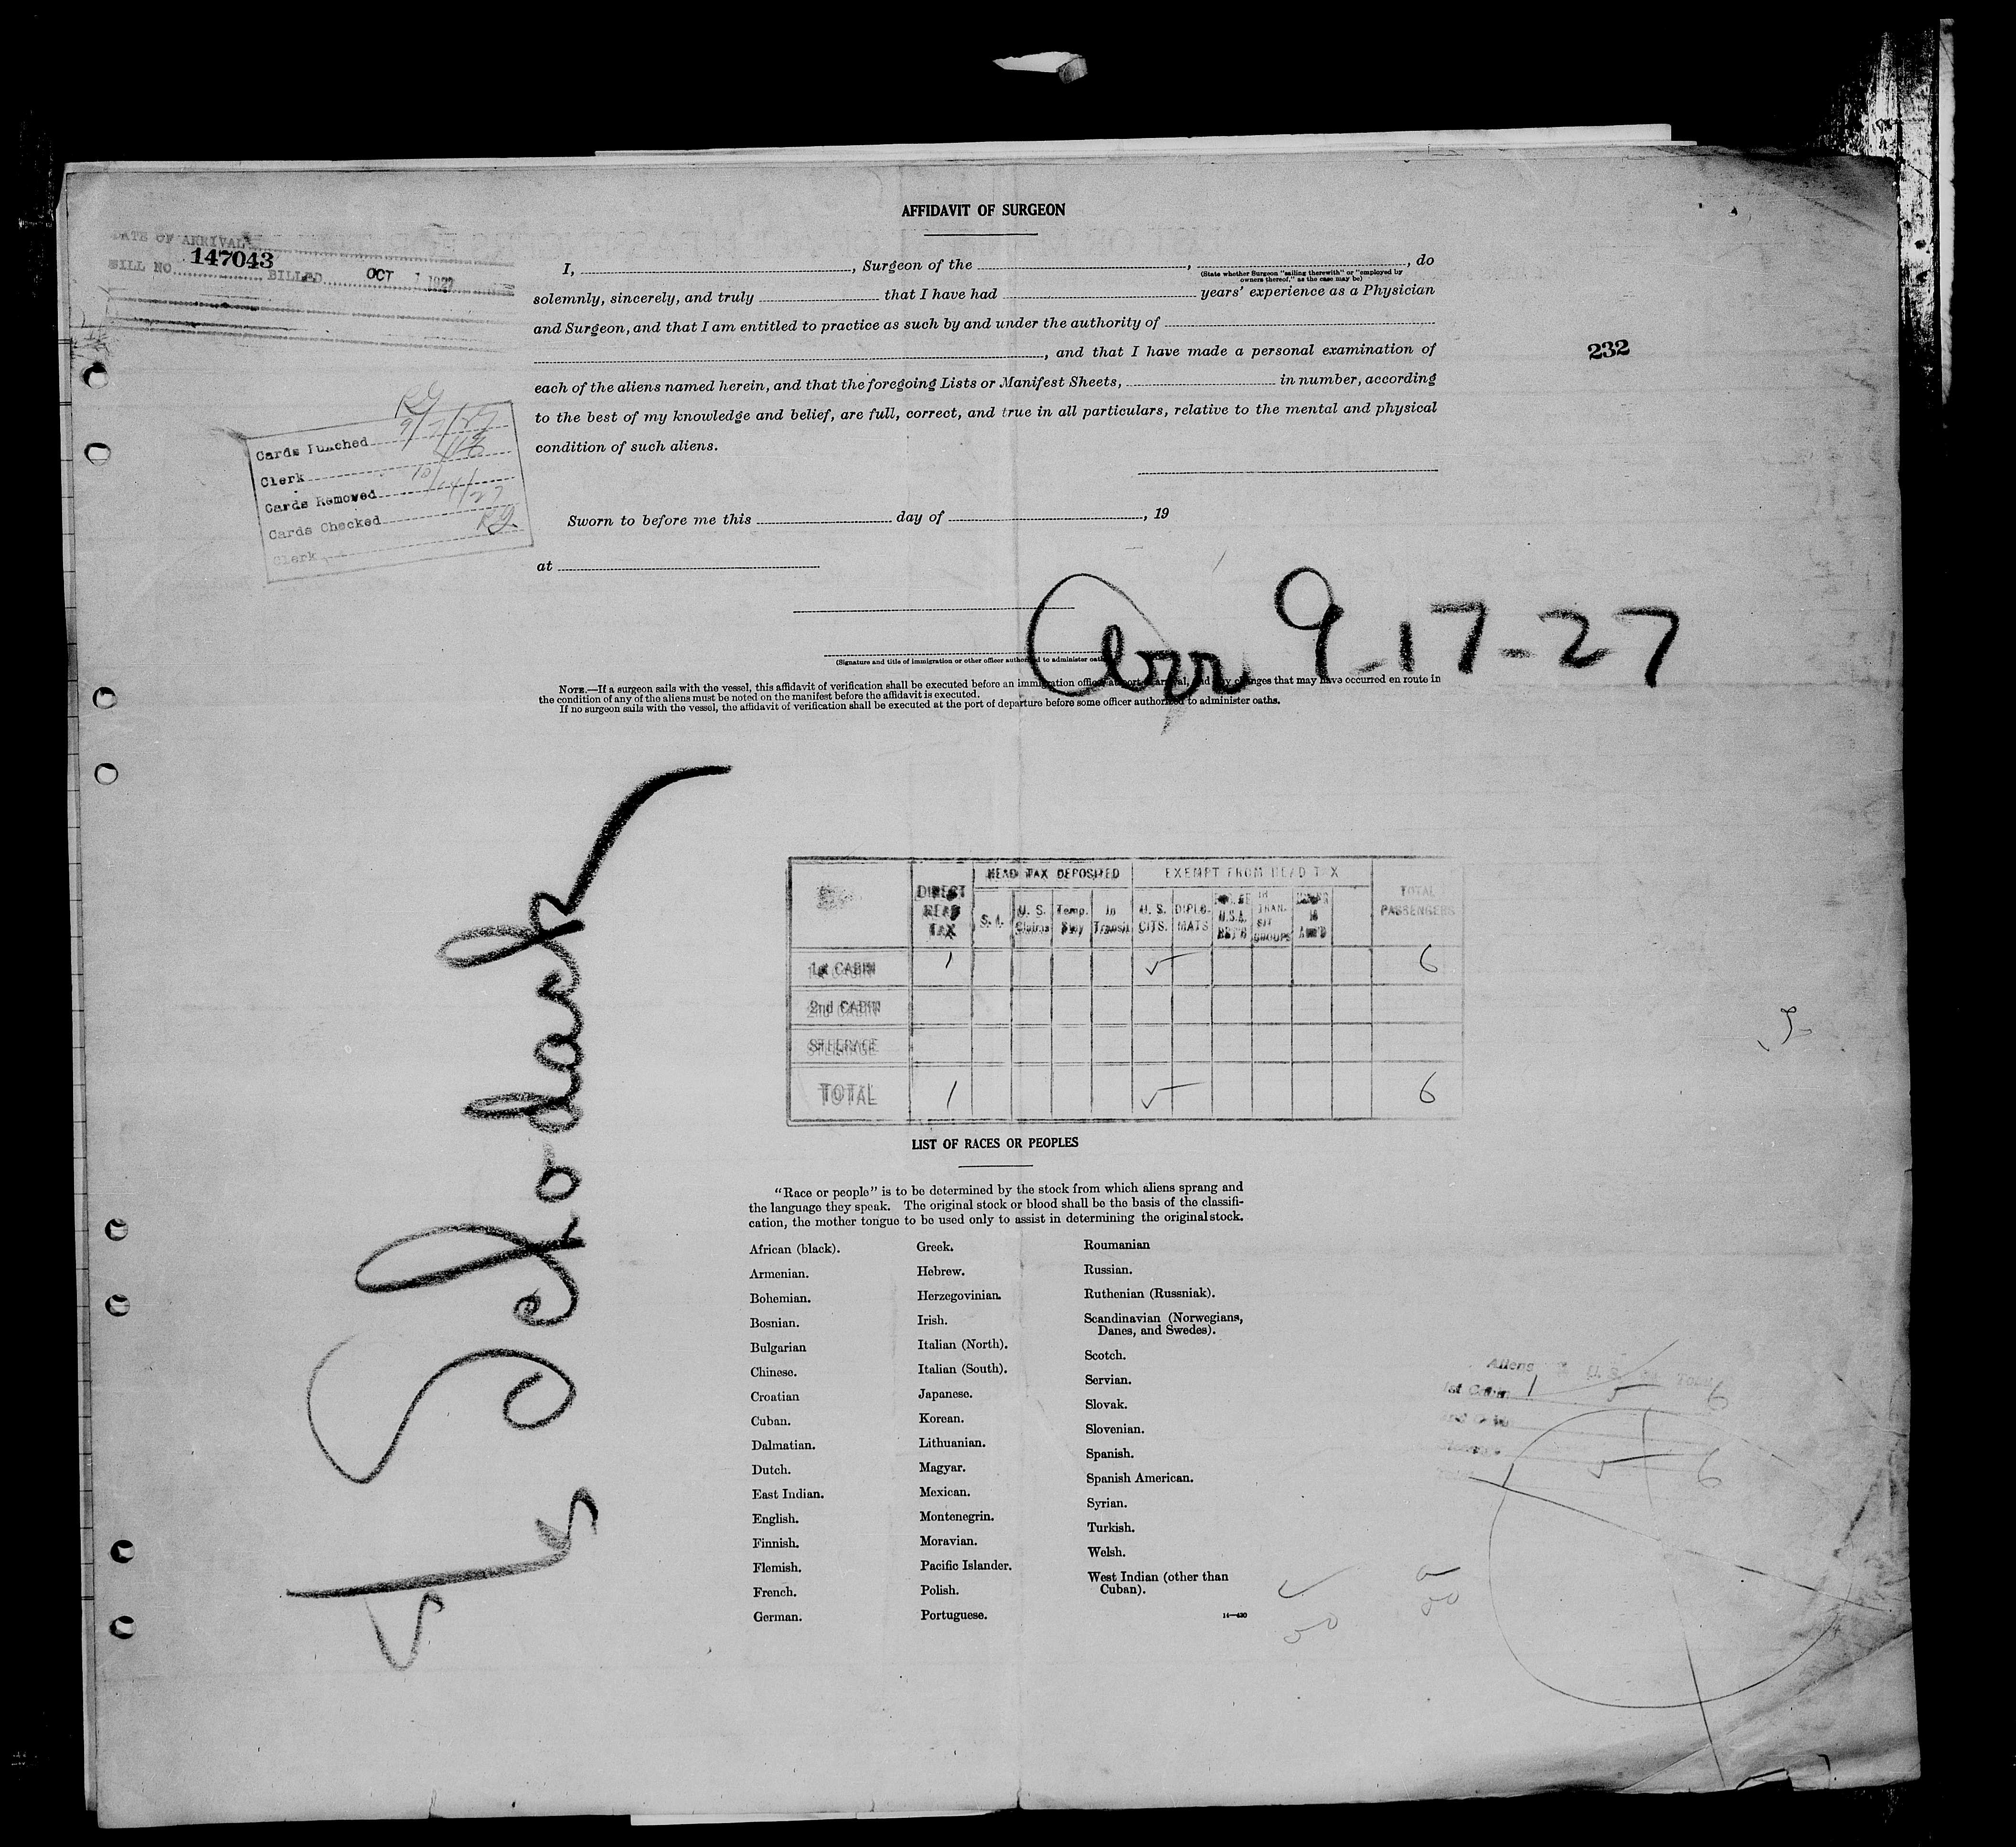 AFFIDAVIT OF SURGEON
DATE OF ARRIVAL
147043
BILL NO. BILLED OCT 1 1927
I, , Surgeon of the , , do
(State whether Surgeon "sailing therewith" or "employed by
owners thereof," as the case may be)
solemnly, sincerely, and truly that I have had years' experience as a Physician
and Surgeon, and that I am entitled to practice as such by and under the authority of
, and that I have made a personal examination of
232
each of the aliens named herein, and that the foregoing Lists or Manifest Sheets, in number, according
to the best of my knowledge and belief, are full, correct, and true in all particulars, relative to the mental and physical
condition of such aliens.
Cards Punched
Clerk
Cards Removed 10/14/27
Cards Checked
Clerk
Sworn to before me this day of , 19
at
Arr 9-17-27
(Signature and title of immigration or other officer authorized to administer oaths
NOTE.—If a surgeon sails with the vessel, this affidavit of verification shall be executed before an immigration officer at port of arrival, and any changes that may have occurred en route in
the condition of any of the aliens must be noted on the manifest before the affidavit is executed.
If no surgeon sails with the vessel, the affidavit of verification shall be executed at the port of departure before some officer authorized to administer oaths.
Schodack
DIRECT HEAD TAX
HEAD TAX DEPOSITED
EXEMPT FROM HEAD TAX
TOTAL PASSENGERS
S. A. U. S. Claims Temp. Stay In Transit U. S. CITS. DIPLO-MATS
1st CABIN 1 5 6
2nd CABIN
STEERAGE
TOTAL 1 5 6
LIST OF RACES OR PEOPLES
"Race or people" is to be determined by the stock from which aliens sprang and
the language they speak. The original stock or blood shall be the basis of the classifi-
cation, the mother tongue to be used only to assist in determining the original stock.
African (black).
Armenian.
Bohemian.
Bosnian.
Bulgarian
Chinese.
Croatian
Cuban.
Dalmatian.
Dutch.
East Indian.
English.
Finnish.
Flemish.
French.
German.
Greek.
Hebrew.
Herzegovinian.
Irish.
Italian (North).
Italian (South).
Japanese.
Korean.
Lithuanian.
Magyar.
Mexican.
Montenegrin.
Moravian.
Pacific Islander.
Polish.
Portuguese.
Roumanian
Russian.
Ruthenian (Russniak).
Scandinavian (Norwegians,
Danes, and Swedes).
Scotch.
Servian.
Slovak.
Slovenian.
Spanish.
Spanish American.
Syrian.
Turkish.
Welsh.
West Indian (other than
Cuban).
14—430
Aliens U. S. Total
1st Cabin 1 5 6
5 6